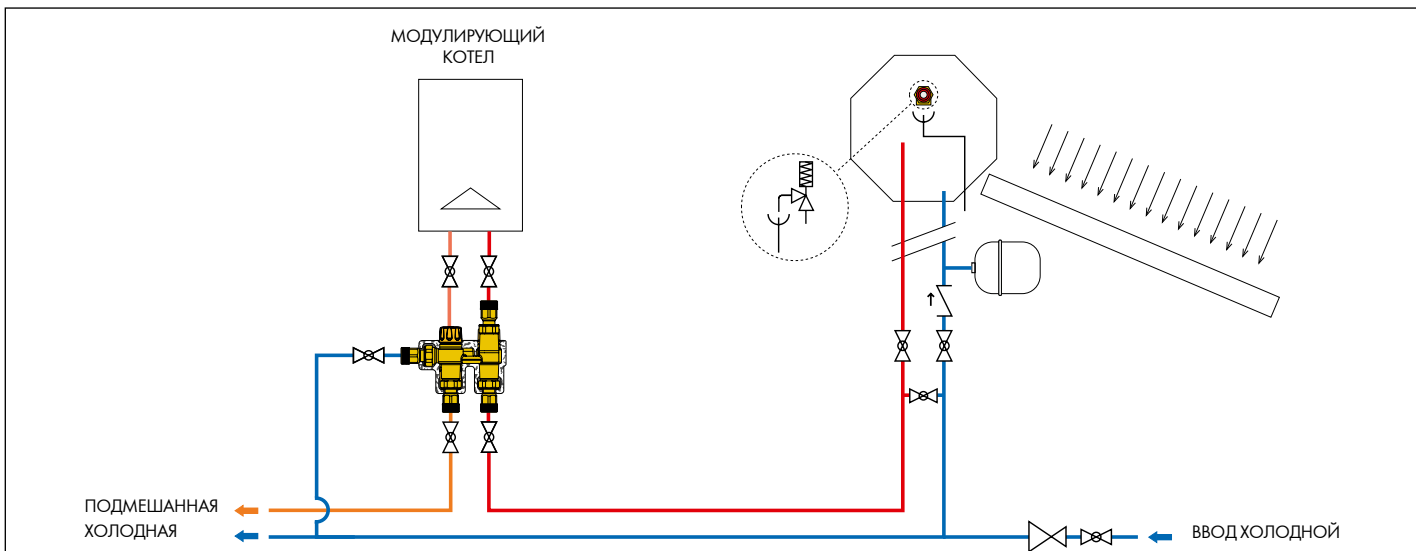 МОДУЛИРУЮЩИЙ
КОТЕЛ
ПОДМЕШАННАЯ
ХОЛОДНАЯ
ВВОД ХОЛОДНОЙ